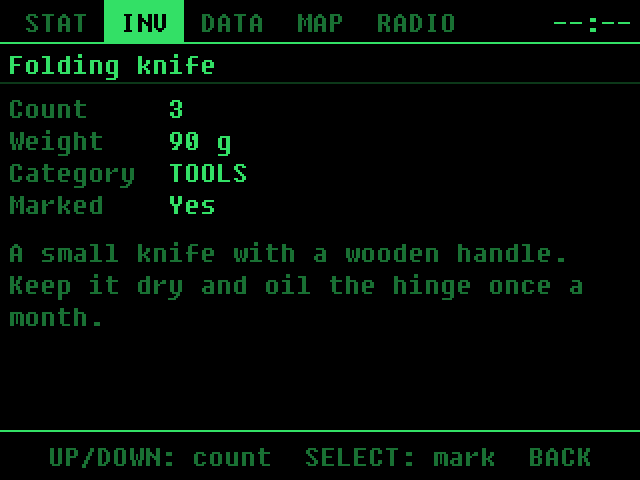 STAT INV DATA MAP RADIO --:--
Folding knife
Count 3
Weight 90 g
Category TOOLS
Marked Yes
A small knife with a wooden handle.
Keep it dry and oil the hinge once a
month.
UP/DOWN: count SELECT: mark BACK